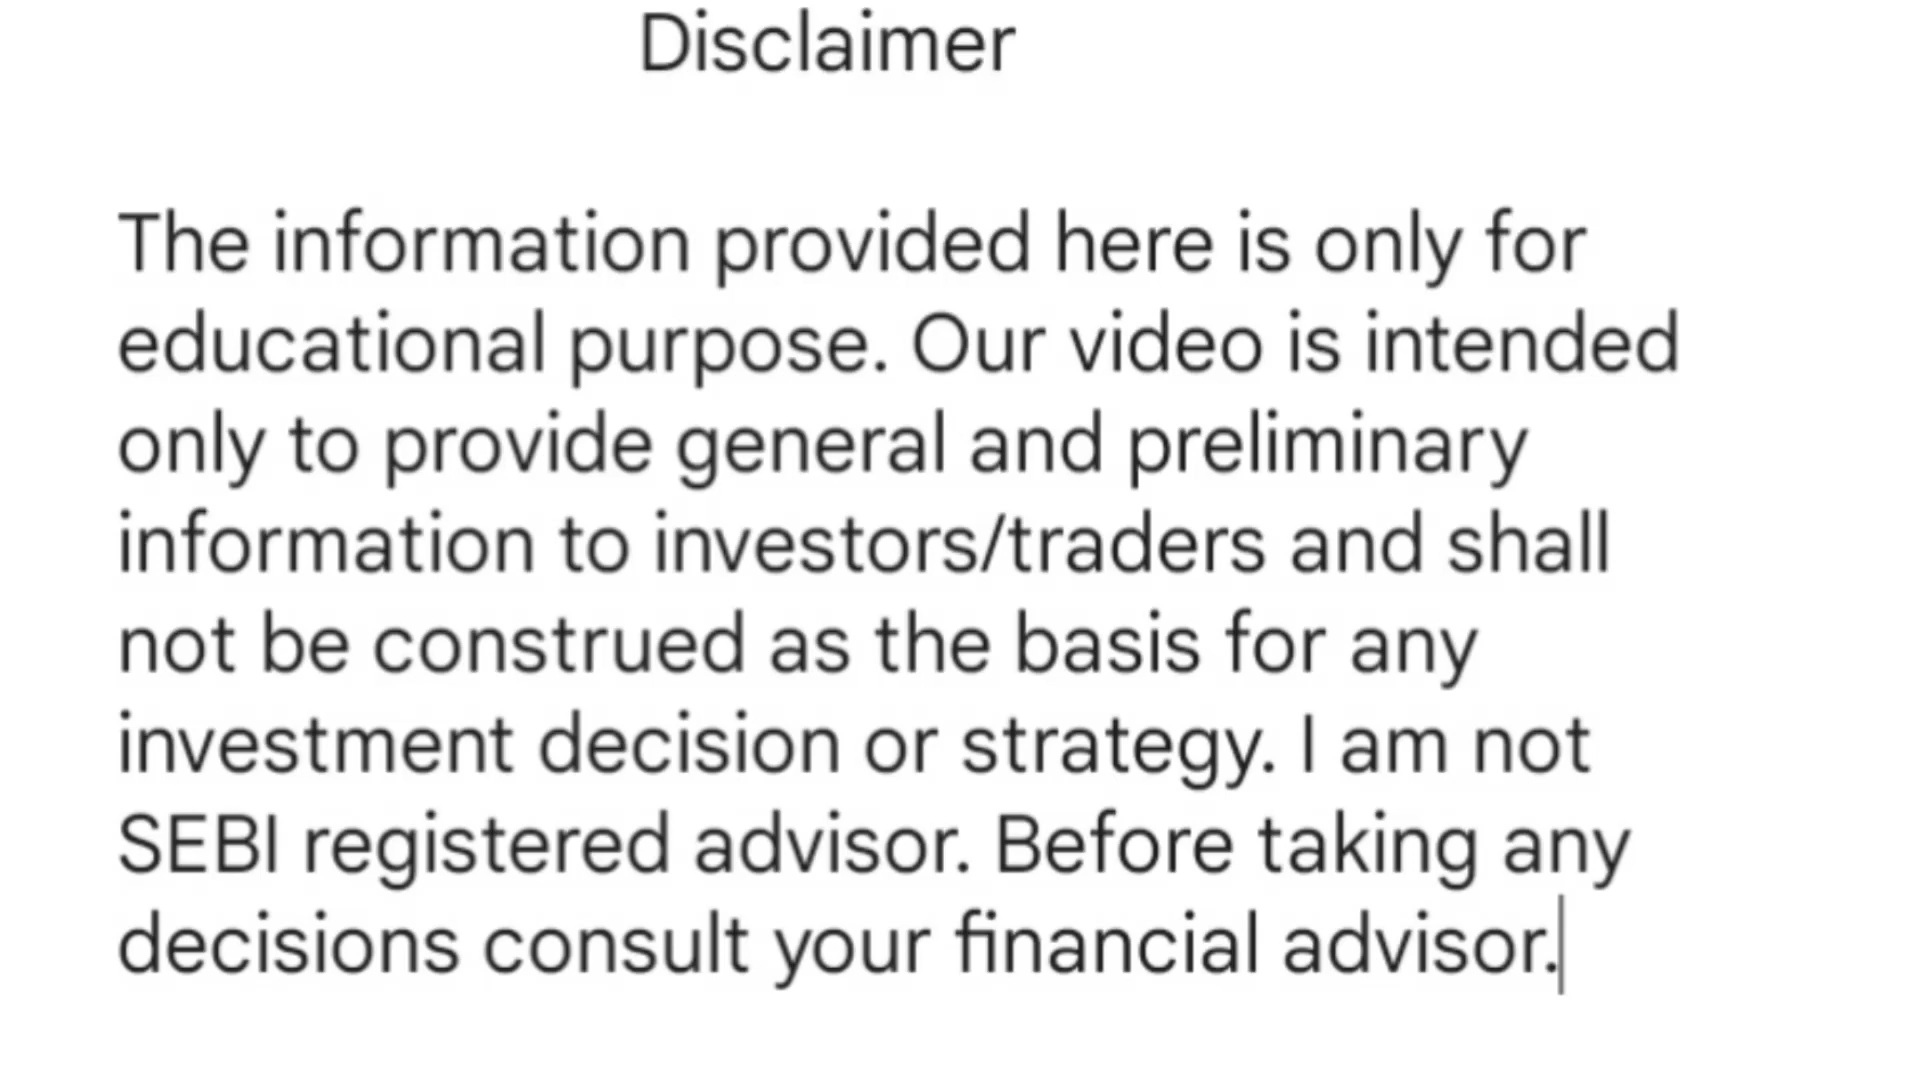 Disclaimer
The information provided here is only for
educational purpose. Our video is intended
only to provide general and preliminary
information to investors/traders and shall
not be construed as the basis for any
investment decision or strategy. I am not
SEBI registered advisor. Before taking any
decisions consult your financial advisor.